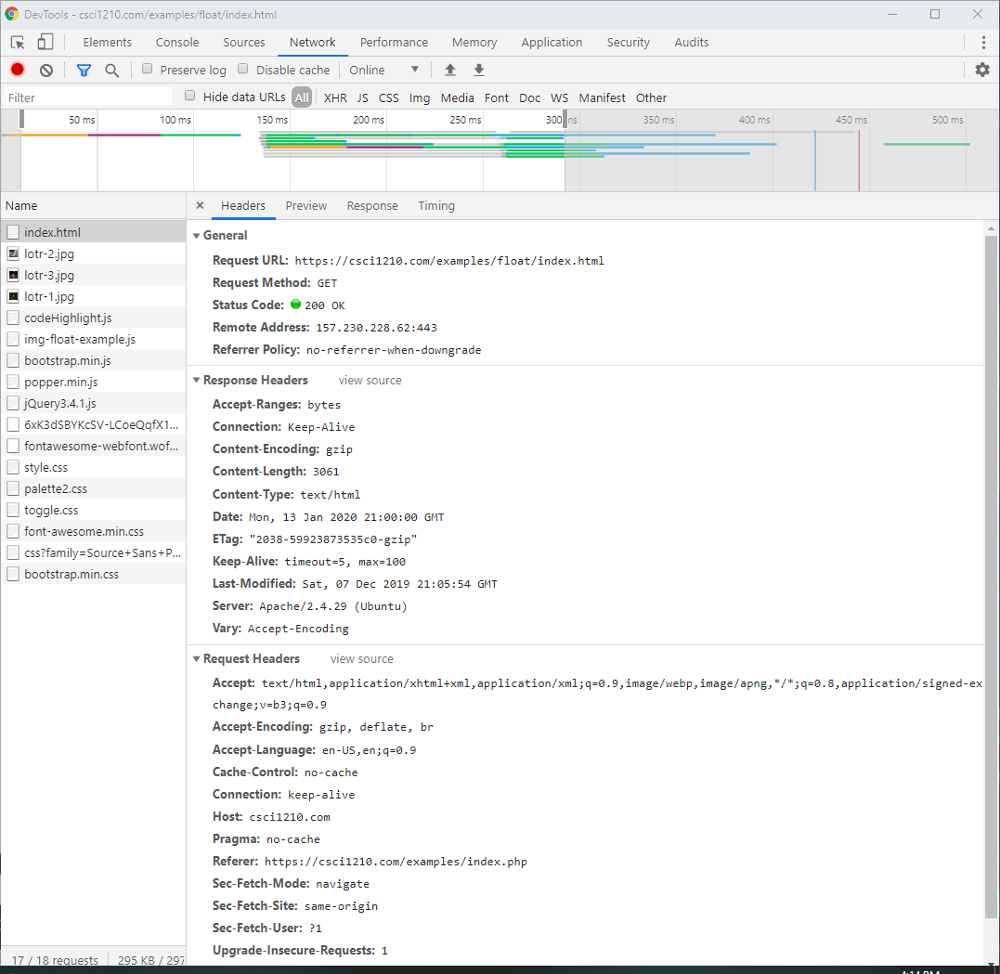 DevTools - csci1210.com/examples/float/index.html
Elements Console Sources Network Performance Memory Application Security Audits
Preserve log Disable cache Online
Filter Hide data URLs All XHR JS CSS Img Media Font Doc WS Manifest Other
50 ms 100 ms 150 ms 200 ms 250 ms 300 ms 350 ms 400 ms 450 ms 500 ms
Name
index.html
lotr-2.jpg
lotr-3.jpg
lotr-1.jpg
codeHighlight.js
img-float-example.js
bootstrap.min.js
popper.min.js
jQuery3.4.1.js
6xK3dSBYKcSV-LCoeQqfX1...
fontawesome-webfont.wof...
style.css
palette2.css
toggle.css
font-awesome.min.css
css?family=Source+Sans+P...
bootstrap.min.css
17 / 18 requests 295 KB / 297
Headers Preview Response Timing
General
Request URL: https://csci1210.com/examples/float/index.html
Request Method: GET
Status Code: 200 OK
Remote Address: 157.230.228.62:443
Referrer Policy: no-referrer-when-downgrade
Response Headers view source
Accept-Ranges: bytes
Connection: Keep-Alive
Content-Encoding: gzip
Content-Length: 3061
Content-Type: text/html
Date: Mon, 13 Jan 2020 21:00:00 GMT
ETag: "2038-59923873535c0-gzip"
Keep-Alive: timeout=5, max=100
Last-Modified: Sat, 07 Dec 2019 21:05:54 GMT
Server: Apache/2.4.29 (Ubuntu)
Vary: Accept-Encoding
Request Headers view source
Accept: text/html,application/xhtml+xml,application/xml;q=0.9,image/webp,image/apng,*/*;q=0.8,application/signed-ex
change;v=b3;q=0.9
Accept-Encoding: gzip, deflate, br
Accept-Language: en-US,en;q=0.9
Cache-Control: no-cache
Connection: keep-alive
Host: csci1210.com
Pragma: no-cache
Referer: https://csci1210.com/examples/index.php
Sec-Fetch-Mode: navigate
Sec-Fetch-Site: same-origin
Sec-Fetch-User: ?1
Upgrade-Insecure-Requests: 1